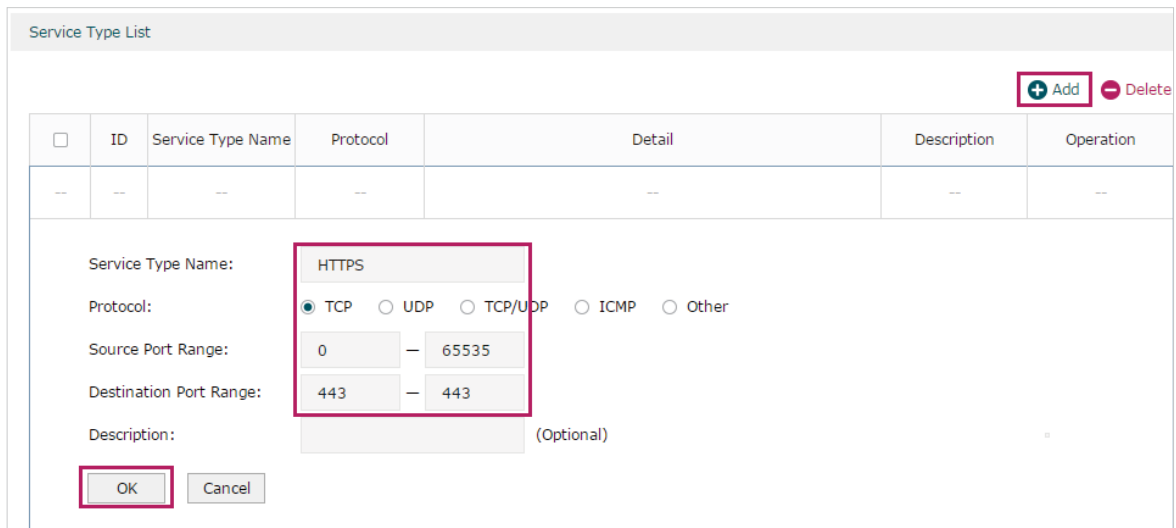 Service Type List
Add Delete
ID Service Type Name Protocol Detail Description Operation
-- -- -- -- -- -- --
Service Type Name: HTTPS
Protocol: TCP UDP TCP/UDP ICMP Other
Source Port Range: 0 — 65535
Destination Port Range: 443 — 443
Description: (Optional)
OK Cancel